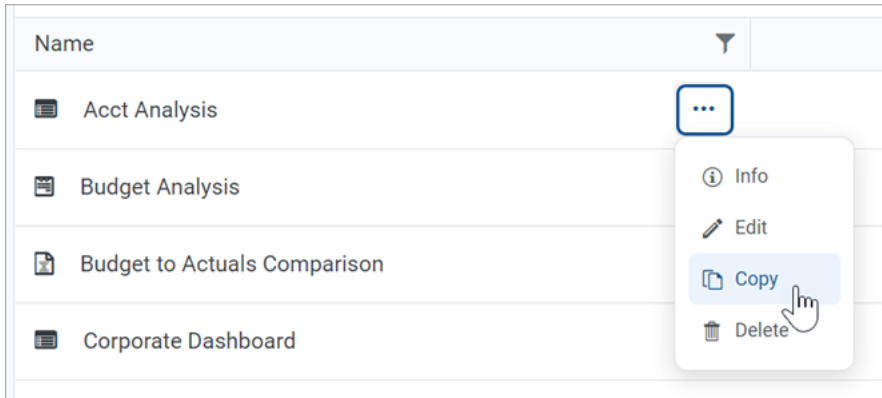 Name
Acct Analysis
Budget Analysis
Budget to Actuals Comparison
Corporate Dashboard
Info
Edit
Copy
Delete